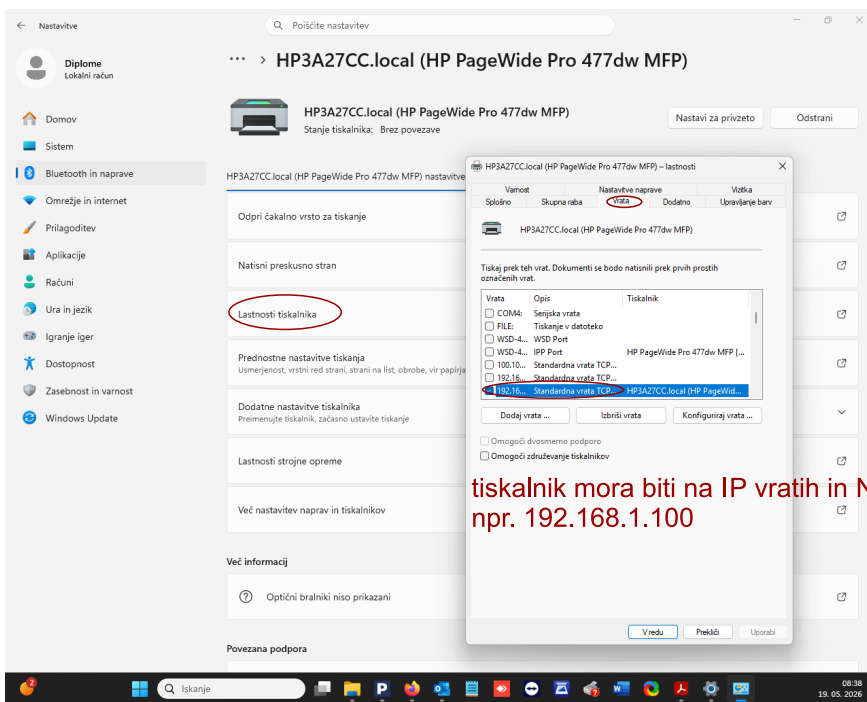 Nastavitve
Poiščite nastavitev
Diplome
Lokalni račun
Domov
Sistem
Bluetooth in naprave
Omrežje in internet
Prilagoditev
Aplikacije
Računi
Ura in jezik
Igranje iger
Dostopnost
Zasebnost in varnost
Windows Update
··· > HP3A27CC.local (HP PageWide Pro 477dw MFP)
HP3A27CC.local (HP PageWide Pro 477dw MFP)
Stanje tiskalnika: Brez povezave
Nastavi za privzeto
Odstrani
HP3A27CC.local (HP PageWide Pro 477dw MFP) nastavitve
Odpri čakalno vrsto za tiskanje
Natisni preskusno stran
Lastnosti tiskalnika
Prednostne nastavitve tiskanja
Usmerjenost, vrstni red strani, strani na list, obrobe, vir papirja
Dodatne nastavitve tiskalnika
Preimenujte tiskalnik, začasno ustavite tiskanje
Lastnosti strojne opreme
Več nastavitev naprav in tiskalnikov
Več informacij
Optični bralniki niso prikazani
Povezana podpora
HP3A27CC.local (HP PageWide Pro 477dw MFP) – lastnosti
Varnost Nastavitve naprave Vizitka
Splošno Skupna raba Vrata Dodatno Upravljanje barv
HP3A27CC.local (HP PageWide Pro 477dw MFP)
Tiskaj prek teh vrat. Dokumenti se bodo natisnili prek prvih prostih
označenih vrat.
Vrata Opis Tiskalnik
COM4: Serijska vrata
FILE: Tiskanje v datoteko
WSD-4... WSD Port
WSD-4... IPP Port HP PageWide Pro 477dw MFP [...
100.10... Standardna vrata TCP...
192.16... Standardna vrata TCP...
192.16... Standardna vrata TCP... HP3A27CC.local (HP PageWid...
Dodaj vrata ... Izbriši vrata Konfiguriraj vrata ...
Omogoči dvosmerno podporo
Omogoči združevanje tiskalnikov
tiskalnik mora biti na IP vratih in N
npr. 192.168.1.100
V redu Prekliči Uporabi
2
Iskanje
08:38
19. 05. 2026